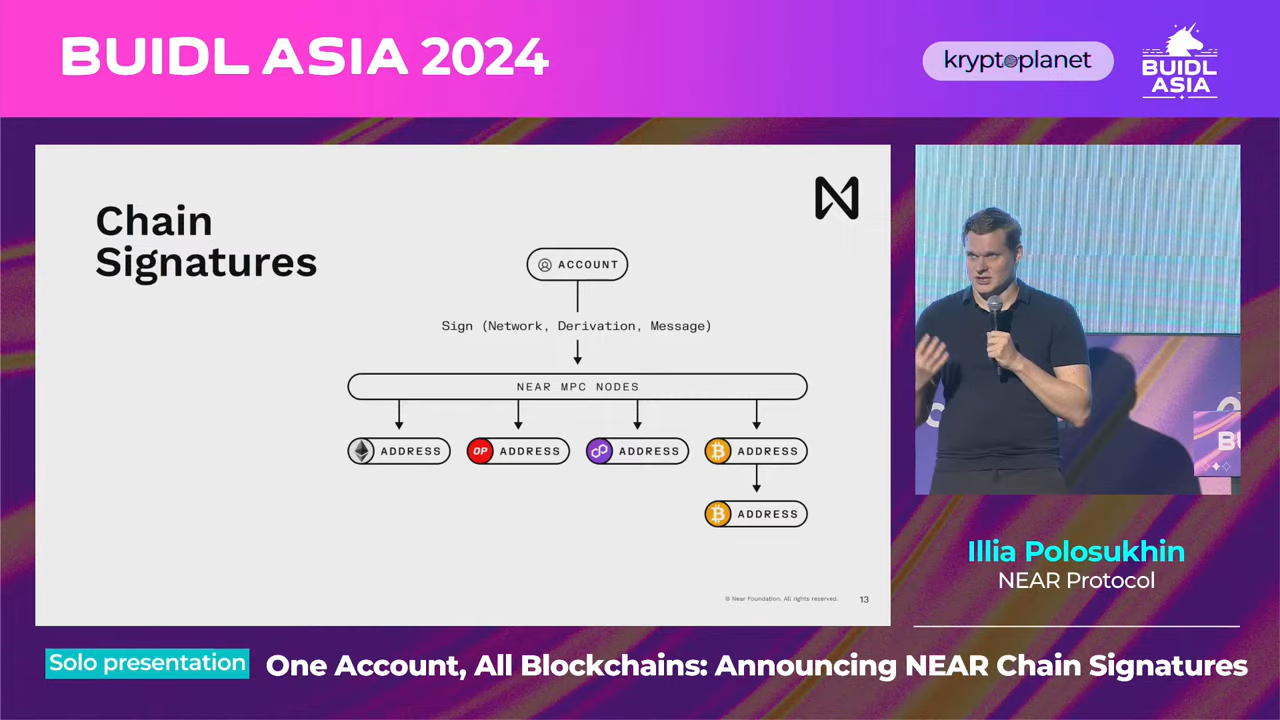 BUIDL ASIA 2024
kryptoplanet
BUIDL
ASIA
Chain
Signatures
ACCOUNT
Sign (Network, Derivation, Message)
NEAR MPC NODES
ADDRESS
OP ADDRESS
ADDRESS
ADDRESS
ADDRESS
© Near Foundation. All rights reserved. 13
Illia Polosukhin
NEAR Protocol
Solo presentation
One Account, All Blockchains: Announcing NEAR Chain Signatures